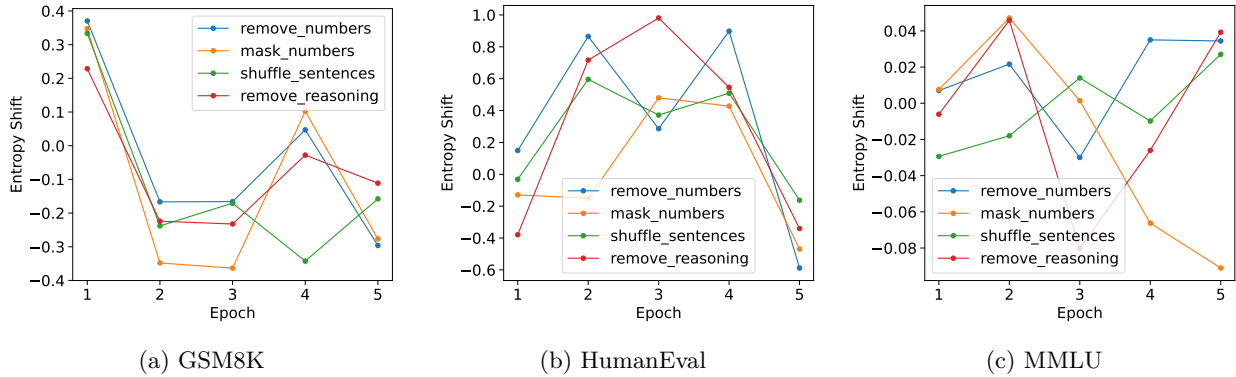 0.4
0.3
0.2
0.1
0.0
−0.1
−0.2
−0.3
−0.4
Entropy Shift
remove_numbers
mask_numbers
shuffle_sentences
remove_reasoning
1 2 3 4 5
Epoch
(a) GSM8K
1.0
0.8
0.6
0.4
0.2
0.0
−0.2
−0.4
−0.6
Entropy Shift
remove_numbers
mask_numbers
shuffle_sentences
remove_reasoning
1 2 3 4 5
Epoch
(b) HumanEval
0.04
0.02
0.00
−0.02
−0.04
−0.06
−0.08
Entropy Shift
remove_numbers
mask_numbers
shuffle_sentences
remove_reasoning
1 2 3 4 5
Epoch
(c) MMLU